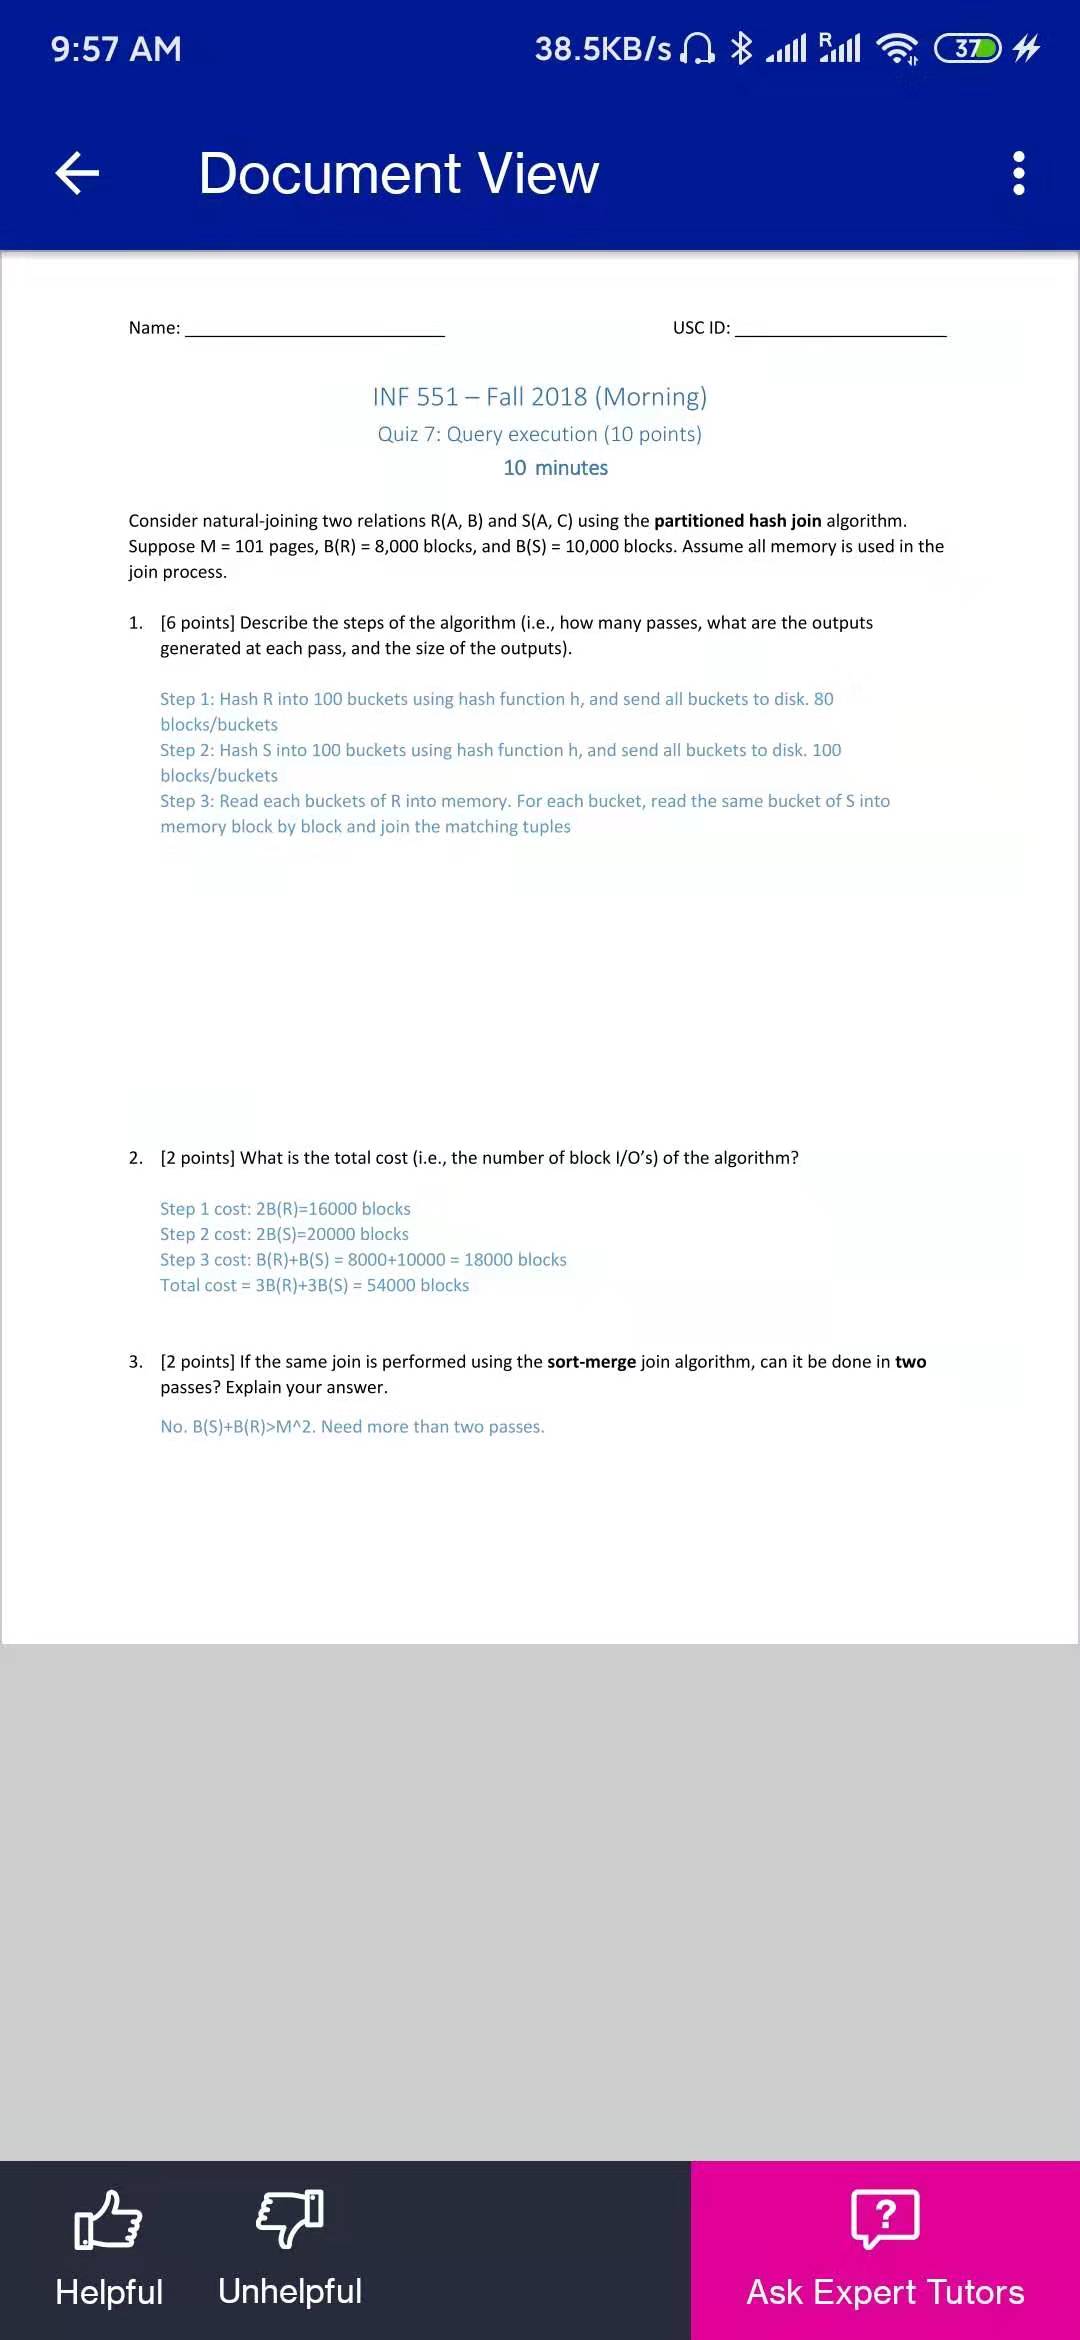 9:57 AM 38.5KB/s R 37
Document View
Name: USC ID:
INF 551 – Fall 2018 (Morning)
Quiz 7: Query execution (10 points)
10 minutes
Consider natural-joining two relations R(A, B) and S(A, C) using the partitioned hash join algorithm.
Suppose M = 101 pages, B(R) = 8,000 blocks, and B(S) = 10,000 blocks. Assume all memory is used in the
join process.
1. [6 points] Describe the steps of the algorithm (i.e., how many passes, what are the outputs
generated at each pass, and the size of the outputs).
Step 1: Hash R into 100 buckets using hash function h, and send all buckets to disk. 80
blocks/buckets
Step 2: Hash S into 100 buckets using hash function h, and send all buckets to disk. 100
blocks/buckets
Step 3: Read each buckets of R into memory. For each bucket, read the same bucket of S into
memory block by block and join the matching tuples
2. [2 points] What is the total cost (i.e., the number of block I/O's) of the algorithm?
Step 1 cost: 2B(R)=16000 blocks
Step 2 cost: 2B(S)=20000 blocks
Step 3 cost: B(R)+B(S) = 8000+10000 = 18000 blocks
Total cost = 3B(R)+3B(S) = 54000 blocks
3. [2 points] If the same join is performed using the sort-merge join algorithm, can it be done in two
passes? Explain your answer.
No. B(S)+B(R)>M^2. Need more than two passes.
?
Helpful Unhelpful Ask Expert Tutors